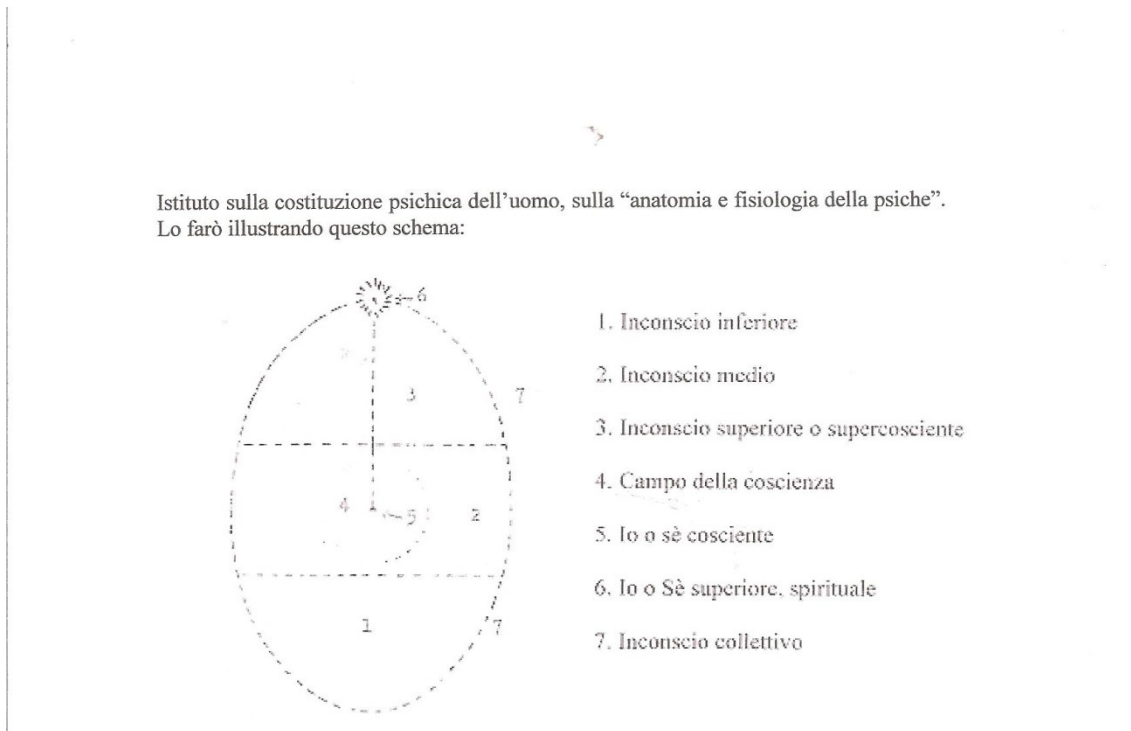 Istituto sulla costituzione psichica dell’uomo, sulla “anatomia e fisiologia della psiche”.
Lo farò illustrando questo schema:
6
3
7
4
5
2
1
7
1. Inconscio inferiore
2. Inconscio medio
3. Inconscio superiore o supercosciente
4. Campo della coscienza
5. Io o sè cosciente
6. Io o Sè superiore, spirituale
7. Inconscio collettivo